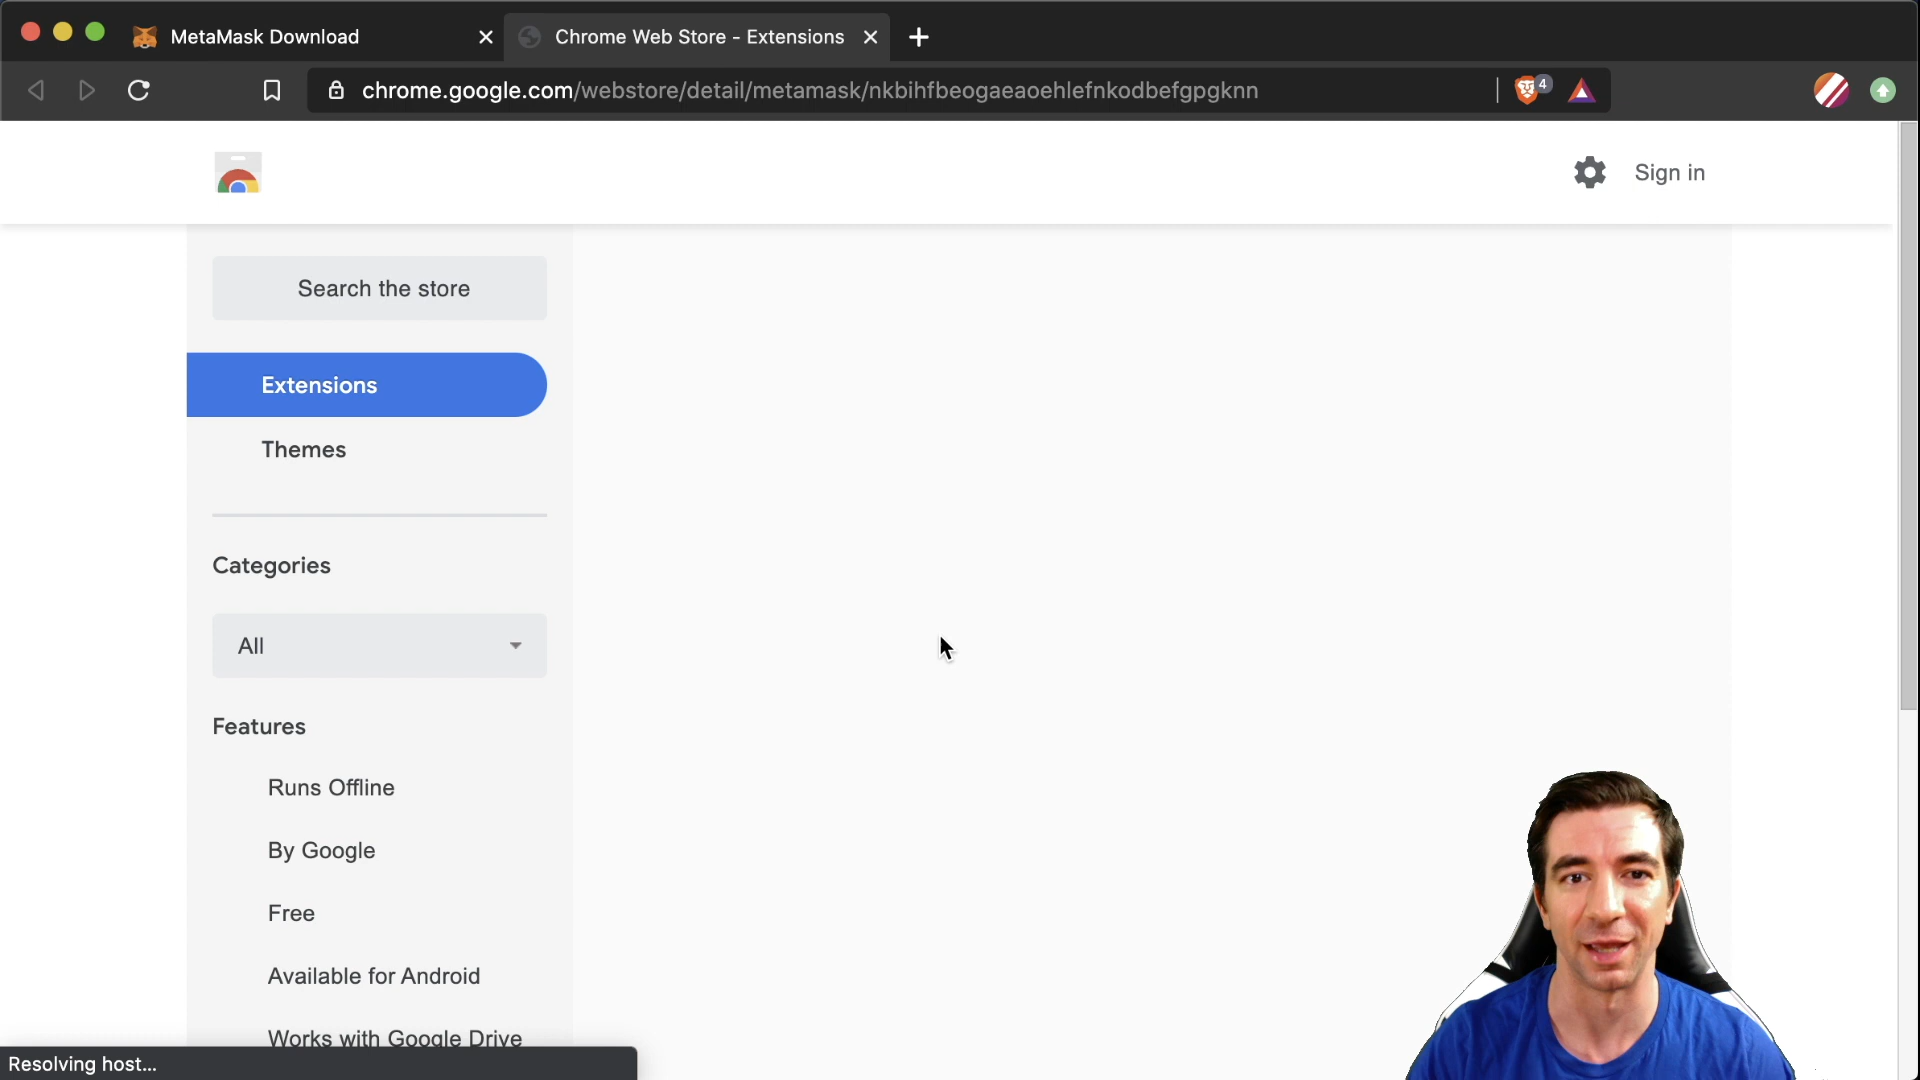 MetaMask Download
Chrome Web Store - Extensions
chrome.google.com/webstore/detail/metamask/nkbihfbeogaeaoehlefnkodbefgpgknn
4
Sign in
Search the store
Extensions
Themes
Categories
All
Features
Runs Offline
By Google
Free
Available for Android
Works with Google Drive
Resolving host...